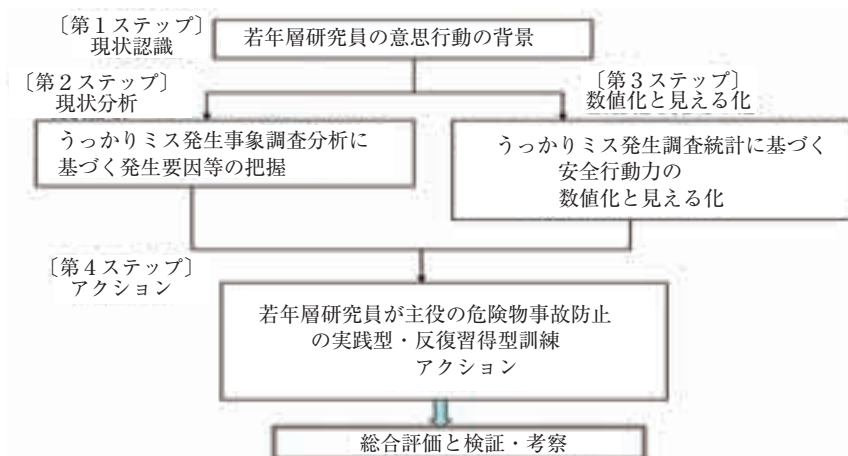 〔第1ステップ〕
現状認識
若年層研究員の意思行動の背景
〔第2ステップ〕
現状分析
〔第3ステップ〕
数値化と見える化
うっかりミス発生事象調査分析に
基づく発生要因等の把握
うっかりミス発生調査統計に基づく
安全行動力の
数値化と見える化
〔第4ステップ〕
アクション
若年層研究員が主役の危険物事故防止
の実践型・反復習得型訓練
アクション
総合評価と検証・考察